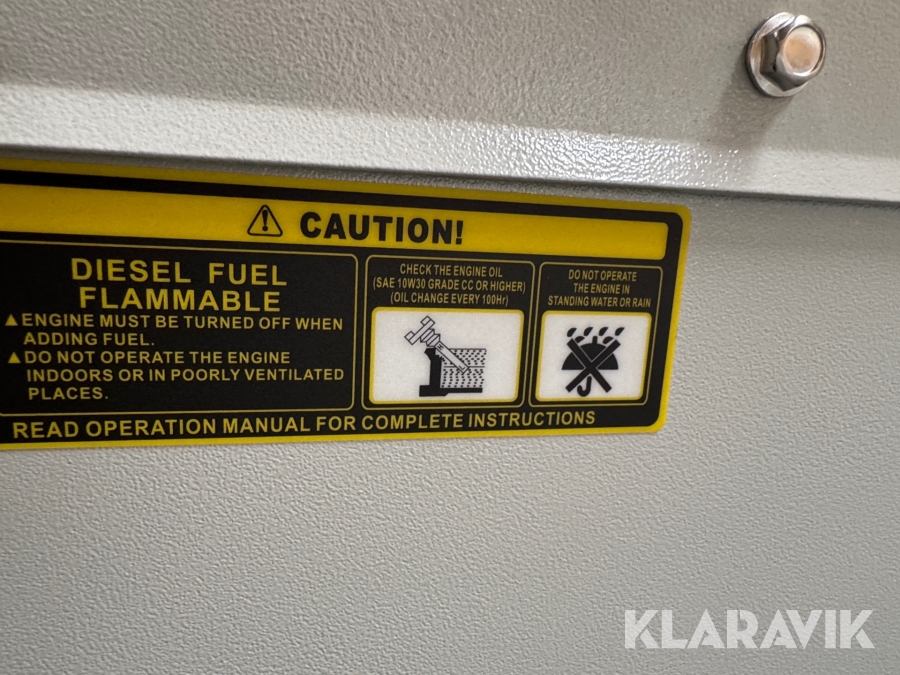 CAUTION!
DIESEL FUEL
FLAMMABLE
▲ENGINE MUST BE TURNED OFF WHEN
ADDING FUEL.
▲DO NOT OPERATE THE ENGINE
INDOORS OR IN POORLY VENTILATED
PLACES.
CHECK THE ENGINE OIL
(SAE 10W30 GRADE CC OR HIGHER)
(OIL CHANGE EVERY 100Hr)
DO NOT OPERATE
THE ENGINE IN
STANDING WATER OR RAIN
READ OPERATION MANUAL FOR COMPLETE INSTRUCTIONS
KLARAVIK